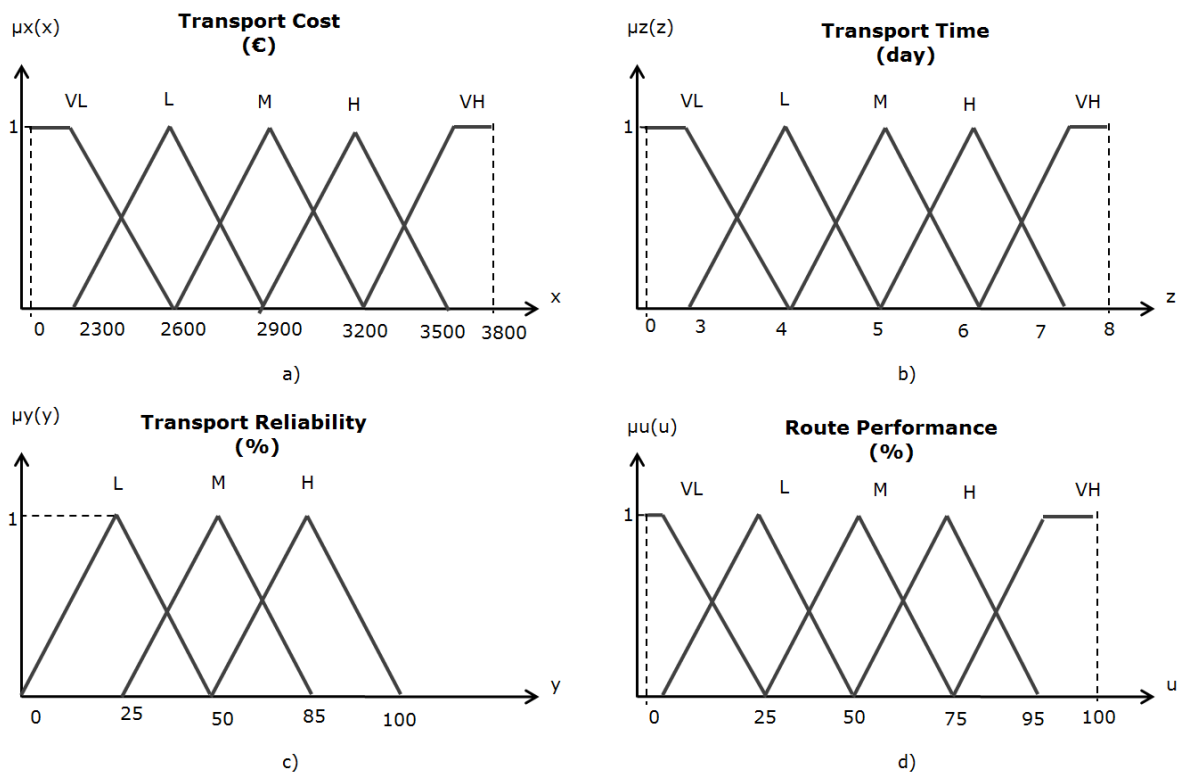 μx(x)
Transport Cost
(€)
VL L M H VH
1
x
0 2300 2600 2900 3200 3500 3800
a)
μz(z)
Transport Time
(day)
VL L M H VH
1
z
0 3 4 5 6 7 8
b)
μy(y)
Transport Reliability
(%)
L M H
1
y
0 25 50 85 100
c)
μu(u)
Route Performance
(%)
VL L M H VH
1
u
0 25 50 75 95 100
d)